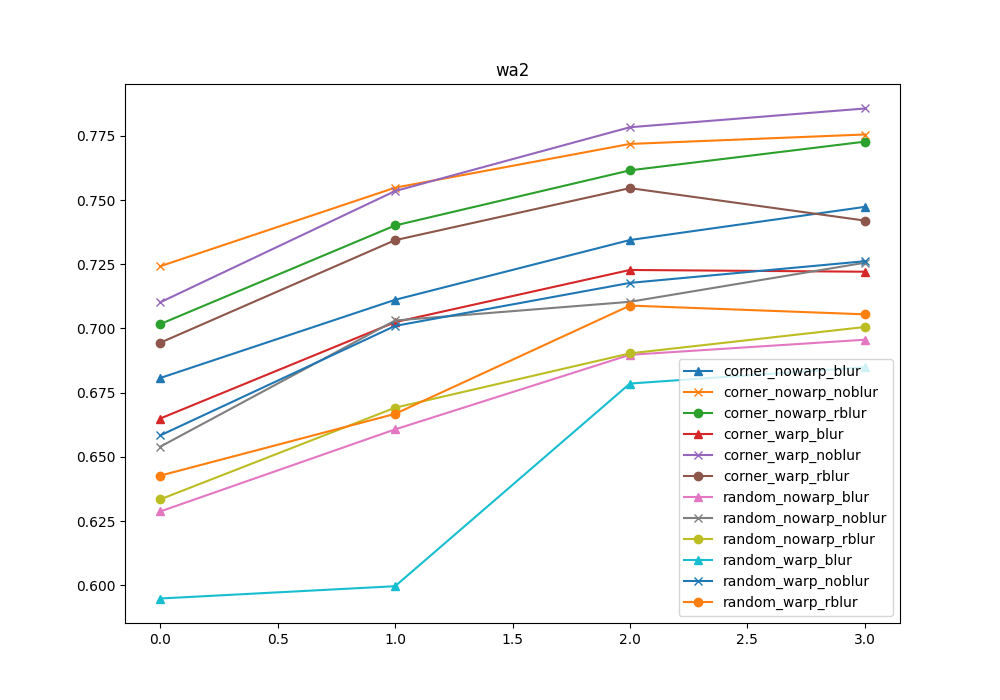 wa2
0.775
0.750
0.725
0.700
0.675
0.650
0.625
0.600
0.0
0.5
1.0
1.5
2.0
2.5
3.0
corner_nowarp_blur
corner_nowarp_noblur
corner_nowarp_rblur
corner_warp_blur
corner_warp_noblur
corner_warp_rblur
random_nowarp_blur
random_nowarp_noblur
random_nowarp_rblur
random_warp_blur
random_warp_noblur
random_warp_rblur